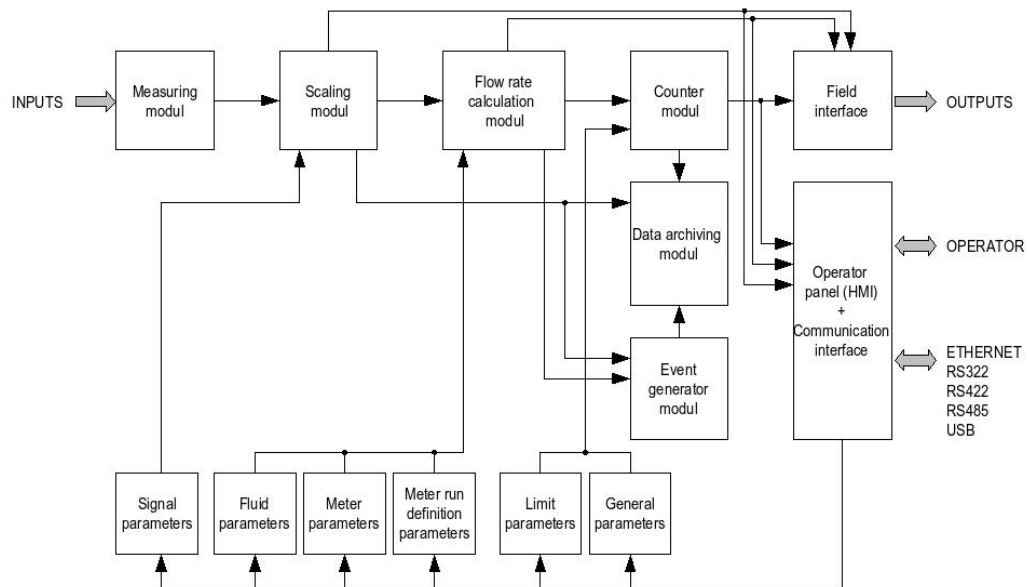 INPUTS
Measuring
modul
Scaling
modul
Flow rate
calculation
modul
Counter
modul
Field
interface
OUTPUTS
Data archiving
modul
Operator
panel (HMI)
+
Communication
interface
OPERATOR
ETHERNET
RS322
RS422
RS485
USB
Event
generator
modul
Signal
parameters
Fluid
parameters
Meter
parameters
Meter run
definition
parameters
Limit
parameters
General
parameters